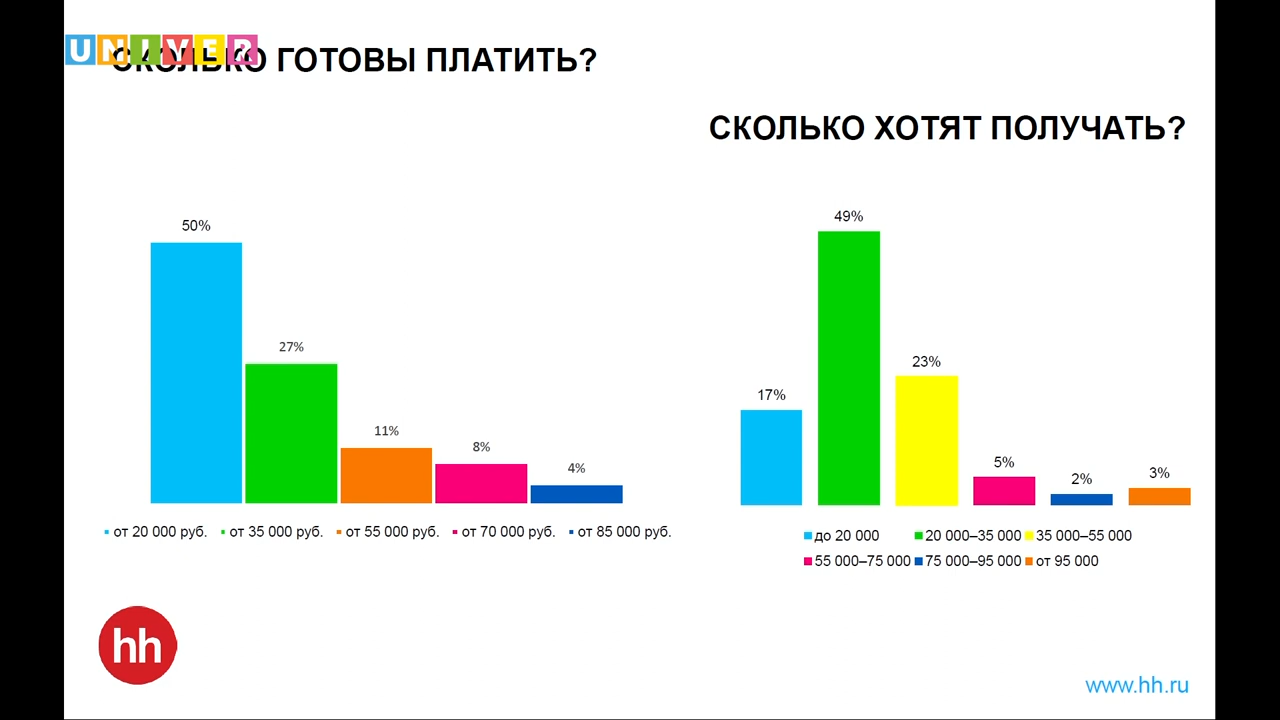 UNIVER
СКОЛЬКО ГОТОВЫ ПЛАТИТЬ?
СКОЛЬКО ХОТЯТ ПОЛУЧАТЬ?
50%
27%
11%
8%
4%
от 20 000 руб. от 35 000 руб. от 55 000 руб. от 70 000 руб. от 85 000 руб.
17%
49%
23%
5%
2%
3%
до 20 000 20 000–35 000 35 000–55 000
55 000–75 000 75 000–95 000 от 95 000
hh
www.hh.ru